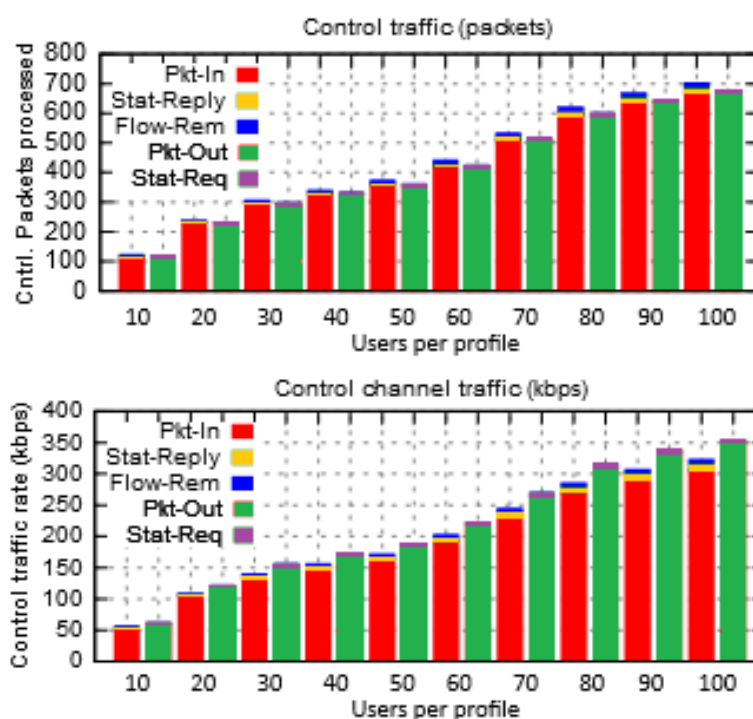 Control traffic (packets)
Cntrl. Packets processed
800
700
600
500
400
300
200
100
0
Pkt-In
Stat-Reply
Flow-Rem
Pkt-Out
Stat-Req
10 20 30 40 50 60 70 80 90 100
Users per profile
Control channel traffic (kbps)
Control traffic rate (kbps)
400
350
300
250
200
150
100
50
0
Pkt-In
Stat-Reply
Flow-Rem
Pkt-Out
Stat-Req
10 20 30 40 50 60 70 80 90 100
Users per profile